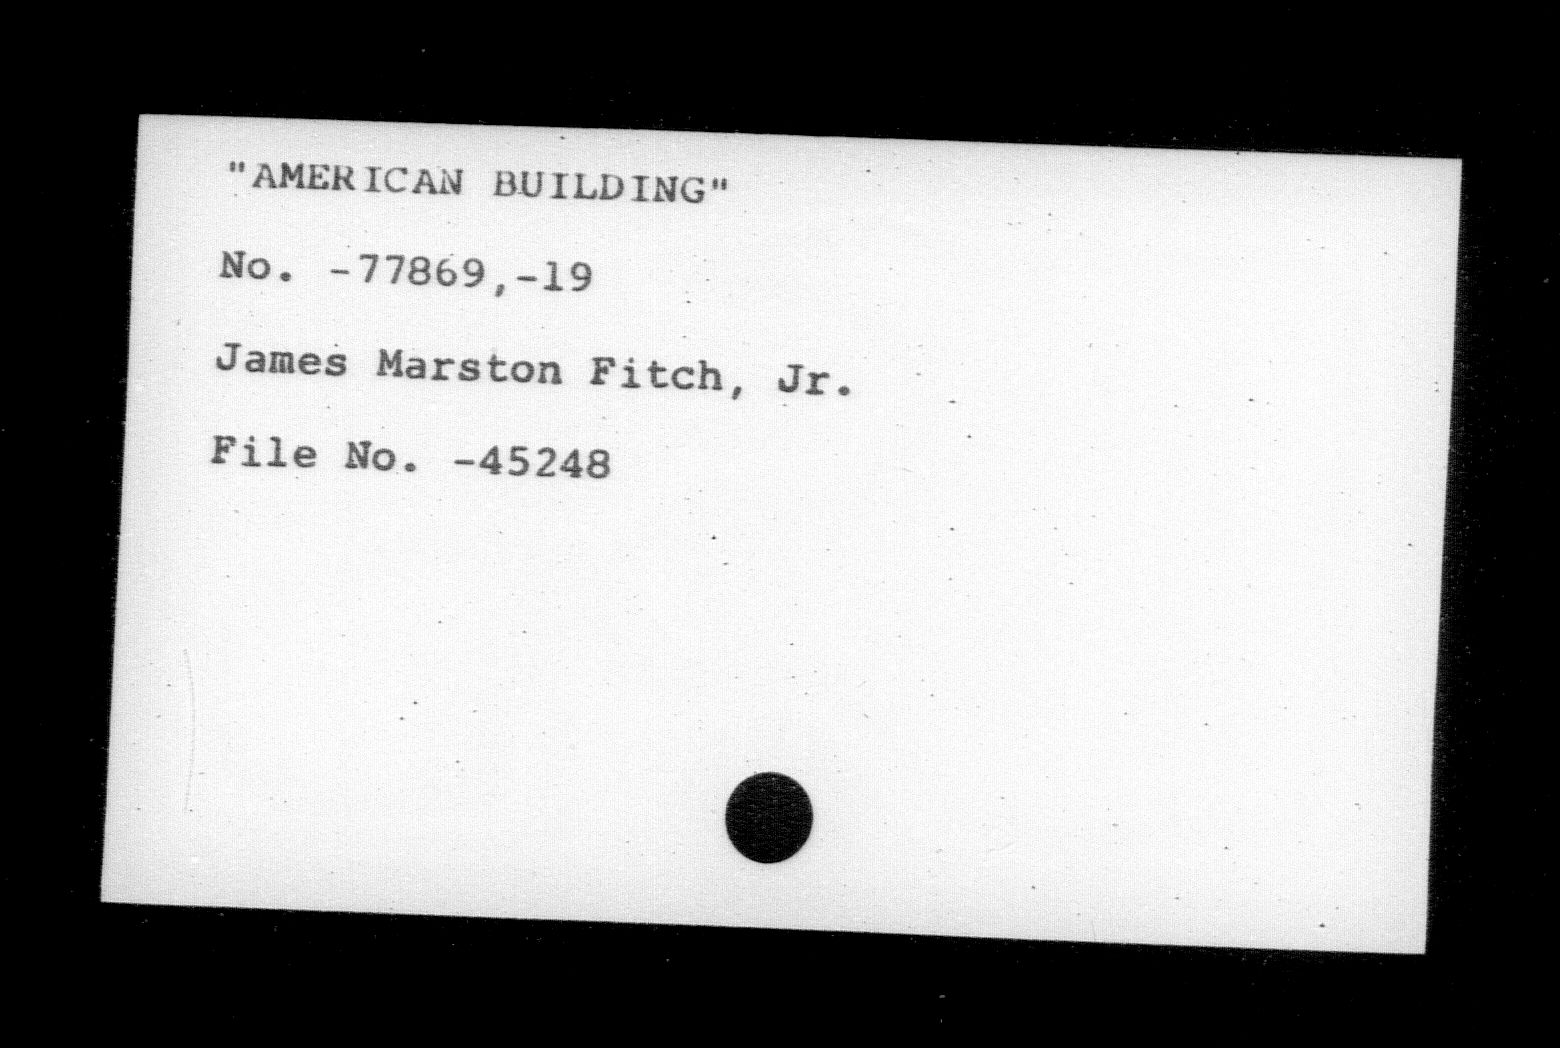 "AMERICAN BUILDING"
No. -77869,-19
James Marston Fitch, Jr.
File No. -45248